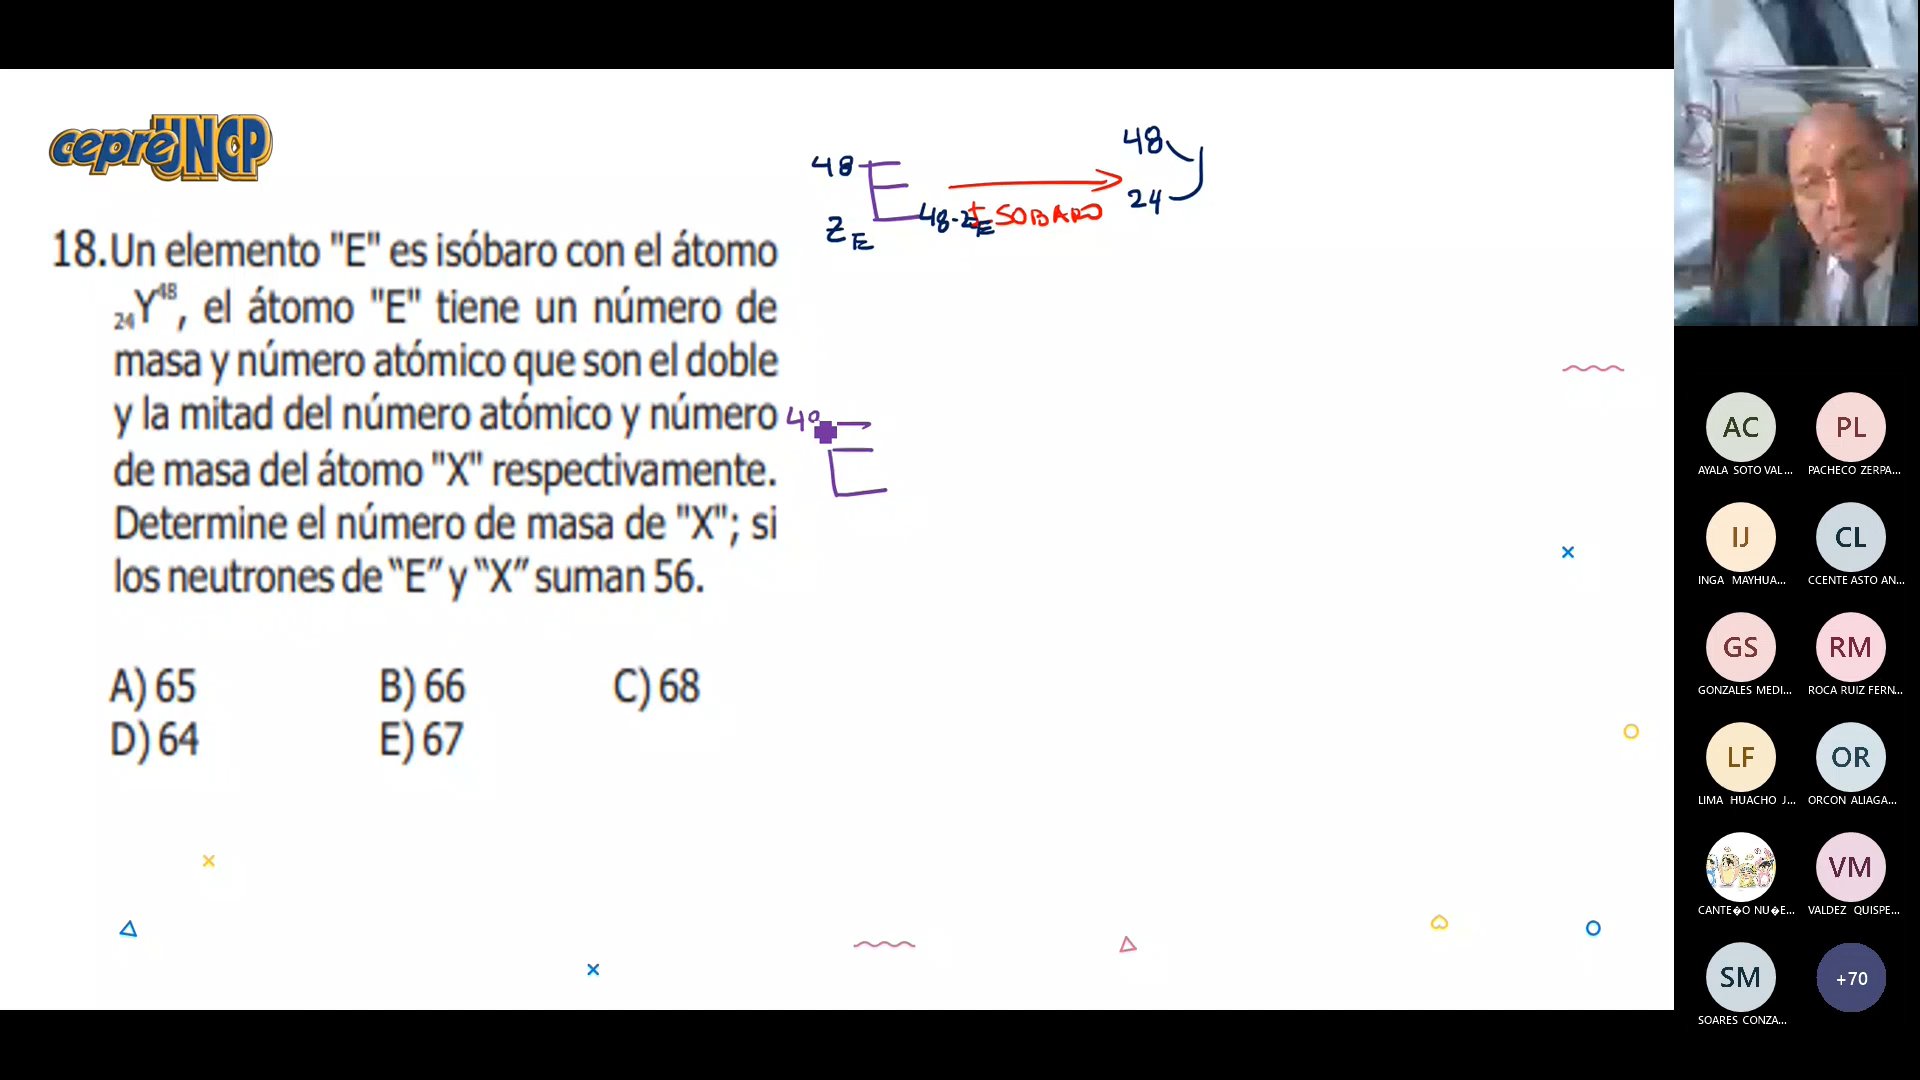 cepreUNCP
18.Un elemento "E" es isóbaro con el átomo
₂₄Y⁴⁸, el átomo "E" tiene un número de
masa y número atómico que son el doble
y la mitad del número atómico y número
de masa del átomo "X" respectivamente.
Determine el número de masa de "X"; si
los neutrones de “E” y “X” suman 56.
A) 65 B) 66 C) 68
D) 64 E) 67
48 E Z E 48-ZE
ISOBARO
48 Y 24
E
AC PL
AYALA SOTO VAL... PACHECO ZERPA...
IJ CL
INGA MAYHUA... CCENTE ASTO AN...
GS RM
GONZALES MEDI... ROCA RUIZ FERN...
LF OR
LIMA HUACHO J... ORCON ALIAGA...
VM
CANTE�O NU�E... VALDEZ QUISPE...
SM +70
SOARES CONZA...